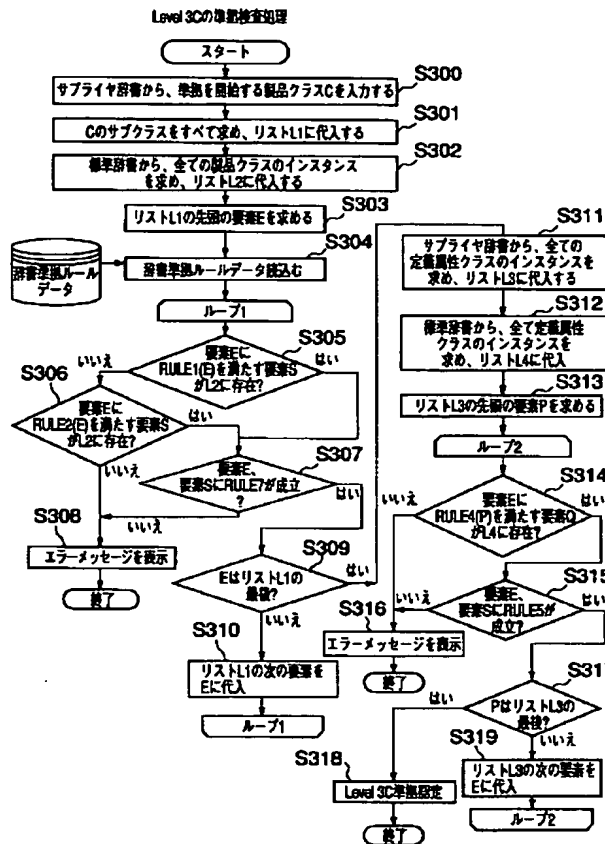 Level 3Cの準拠検査処理
スタート
S300
サプライヤ辞書から、準拠を開始する製品クラスCを入力する
S301
Cのサブクラスをすべて求め、リストL1に代入する
S302
標準辞書から、全ての製品クラスのインスタンス
を求め、リストL2に代入する
S303
リストL1の先頭の要素Eを求める
S304
辞書準拠ルール
データ
辞書準拠ルールデータ読込む
ループ1
S305
要素Eに
RULE1(E)を満たす要素S
がL2に存在?
いいえ
はい
S306
要素Eに
RULE2(E)を満たす要素S
がL2に存在?
はい
いいえ
S307
要素E、
要素SにRULE7が成立
?
はい
いいえ
S308
エラーメッセージを表示
終了
S309
EはリストL1の
最後?
はい
いいえ
S310
リストL1の次の要素を
Eに代入
ループ1
S311
サプライヤ辞書から、全ての
定義属性クラスのインスタンスを
求め、リストL3に代入する
S312
標準辞書から、全て定義属性
クラスのインスタンスを
求め、リストL4に代入
S313
リストL3の先頭の要素Pを求める
ループ2
S314
要素Eに
RULE4(P)を満たす要素Q
がL4に存在?
いいえ
はい
S315
要素E、
要素SにRULE5が
成立?
いいえ
はい
S316
エラーメッセージを表示
終了
S31
PはリストL3の
最後?
はい
いいえ
S318
Level 3C準拠認定
終了
S319
リストL3の次の要素を
Eに代入
ループ2